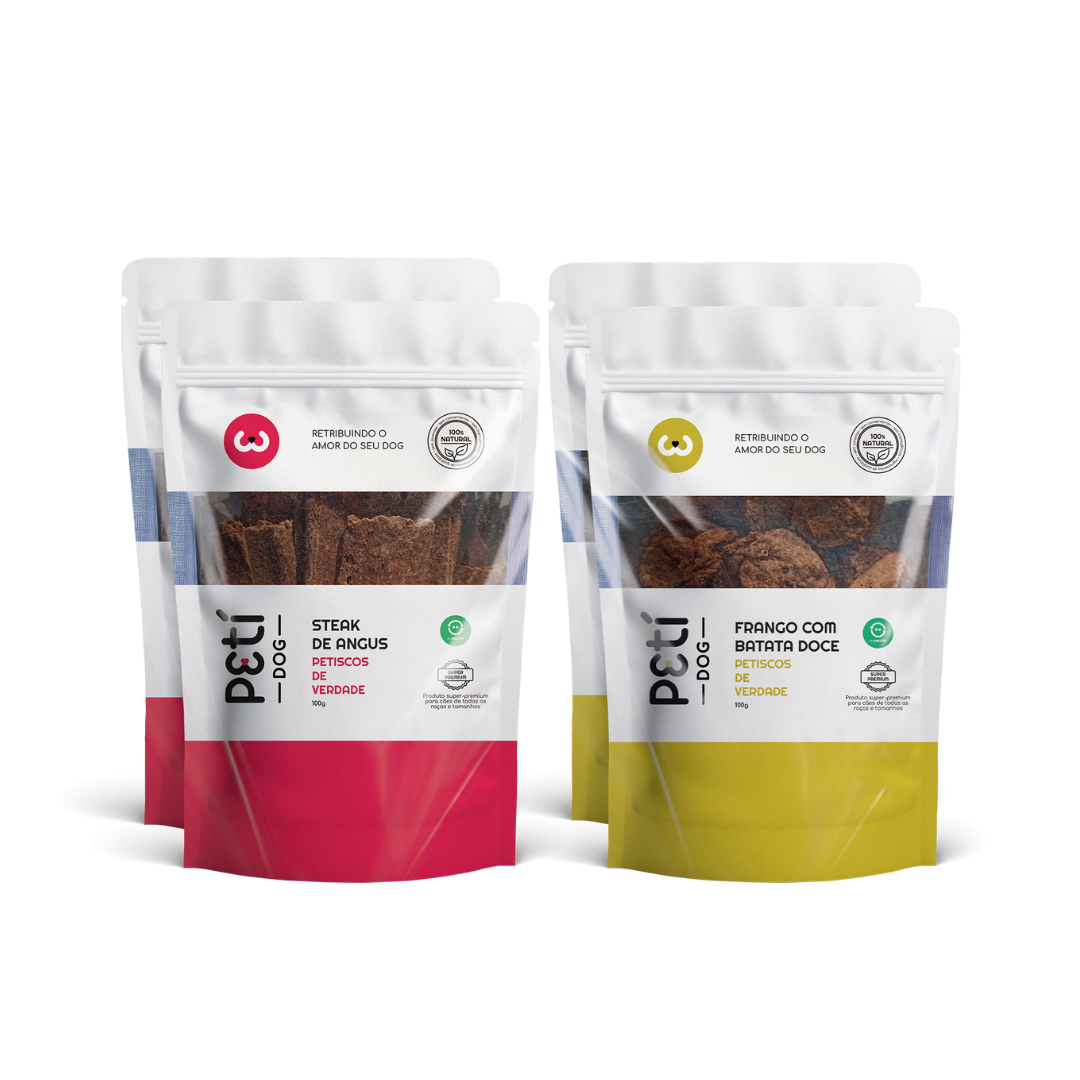 RETRIBUINDO O
AMOR DO SEU DOG
100%
NATURAL
petí
DOG
STEAK
DE ANGUS
PETISCOS
DE
VERDADE
100g
SUPER
PREMIUM
Produto super-premium
para cães de todas as
raças e tamanhos
RETRIBUINDO O
AMOR DO SEU DOG
100%
NATURAL
petí
DOG
FRANGO COM
BATATA DOCE
PETISCOS
DE
VERDADE
100g
SUPER
PREMIUM
Produto super-premium
para cães de todas as
raças e tamanhos